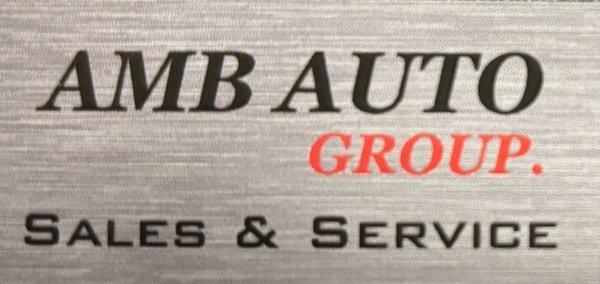 AMB AUTO
GROUP.
SALES & SERVICE